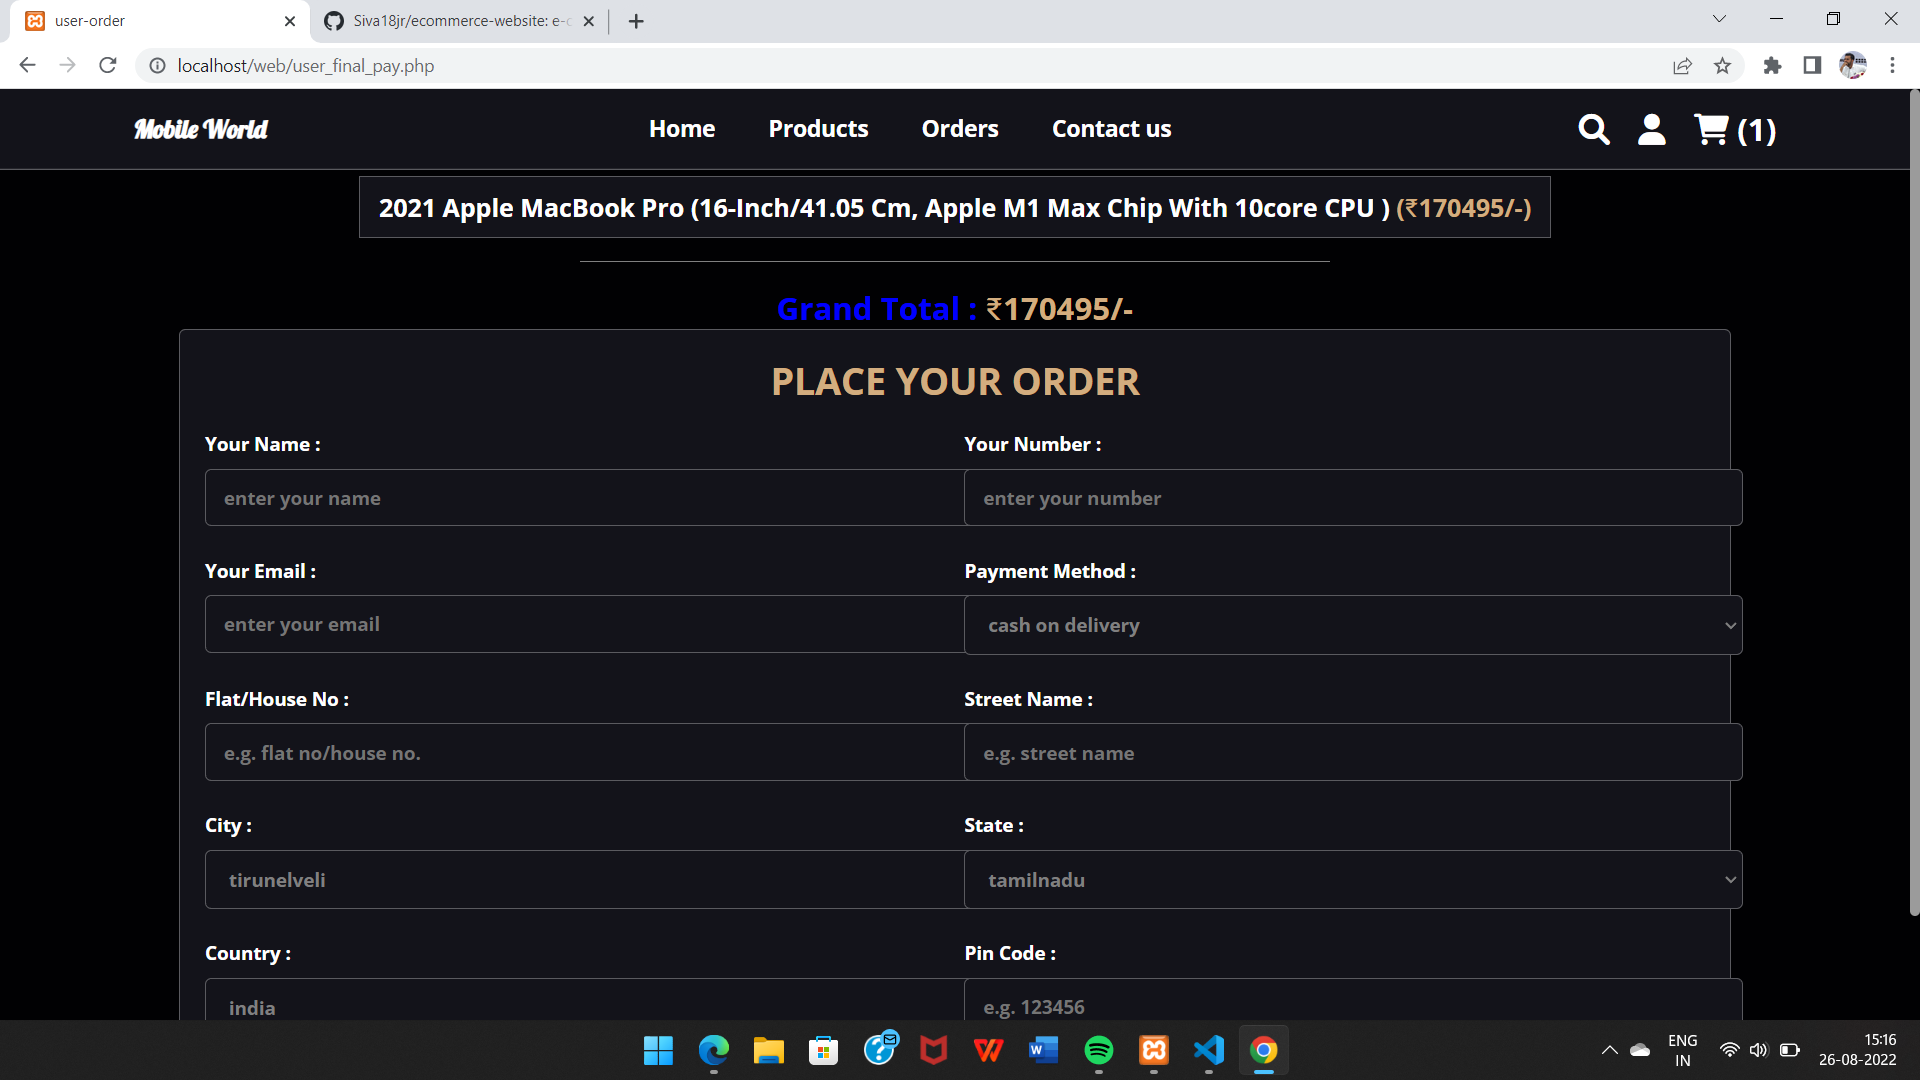 user-order
Siva18jr/ecommerce-website: e-c
localhost/web/user_final_pay.php
Mobile World
Home Products Orders Contact us
(1)
2021 Apple MacBook Pro (16-Inch/41.05 Cm, Apple M1 Max Chip With 10core CPU ) (₹170495/-)
Grand Total : ₹170495/-
PLACE YOUR ORDER
Your Name : Your Number :
enter your name enter your number
Your Email : Payment Method :
enter your email cash on delivery
Flat/House No : Street Name :
e.g. flat no/house no. e.g. street name
City : State :
tirunelveli tamilnadu
Country : Pin Code :
india e.g. 123456
ENG
IN
15:16
26-08-2022